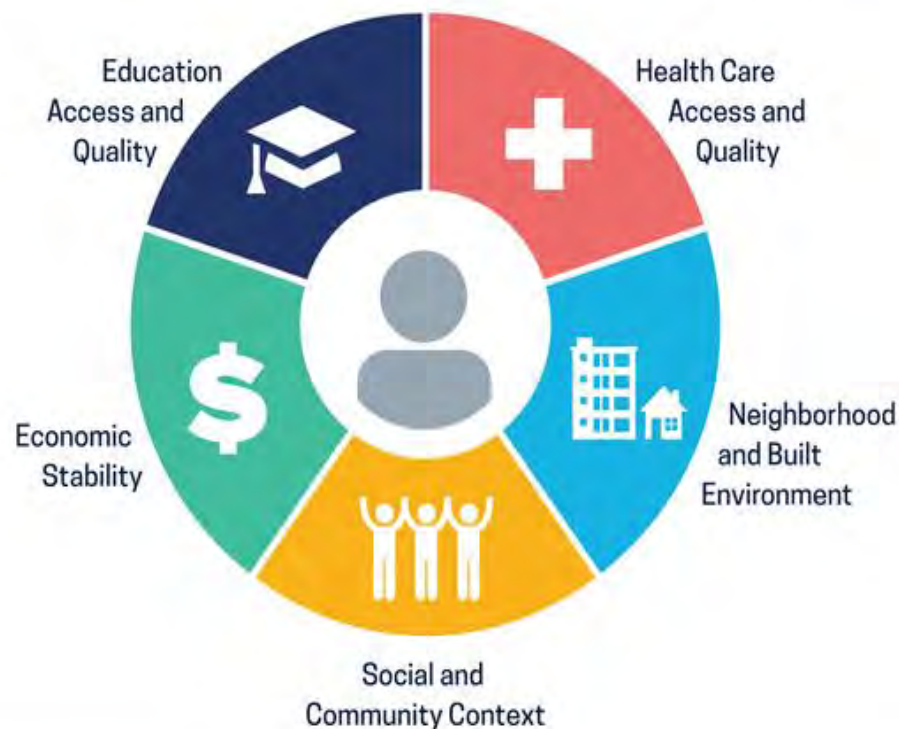 Education
Access and
Quality
Health Care
Access and
Quality
Economic
Stability
Neighborhood
and Built
Environment
Social and
Community Context